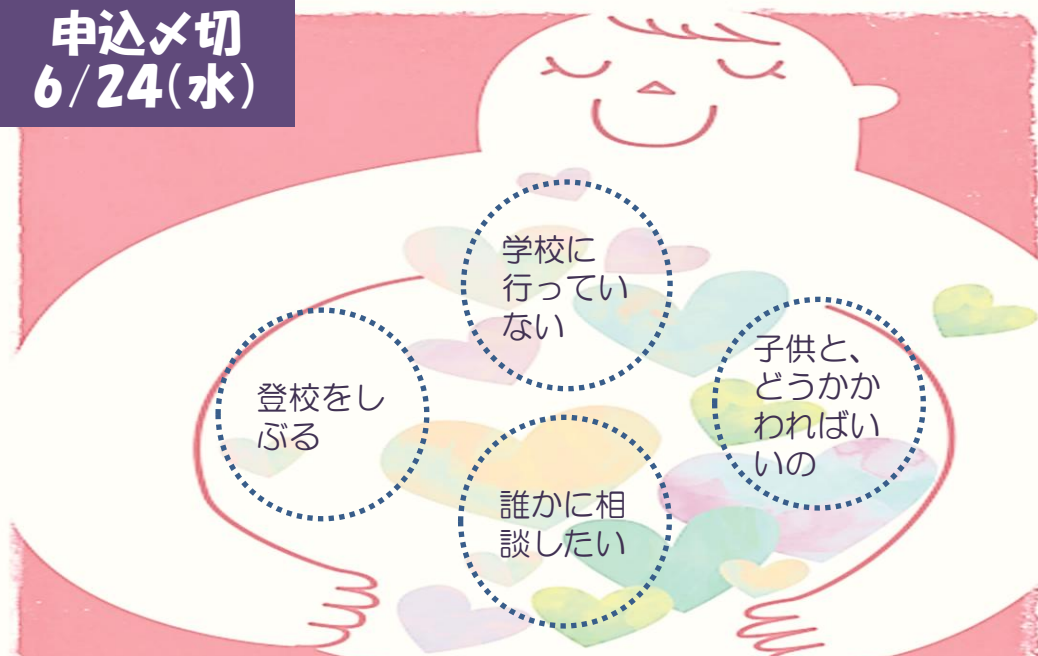 申込〆切
6/24(水)
学校に
行ってい
ない
子供と、
どうかか
わればい
いの
登校をし
ぶる
誰かに相
談したい